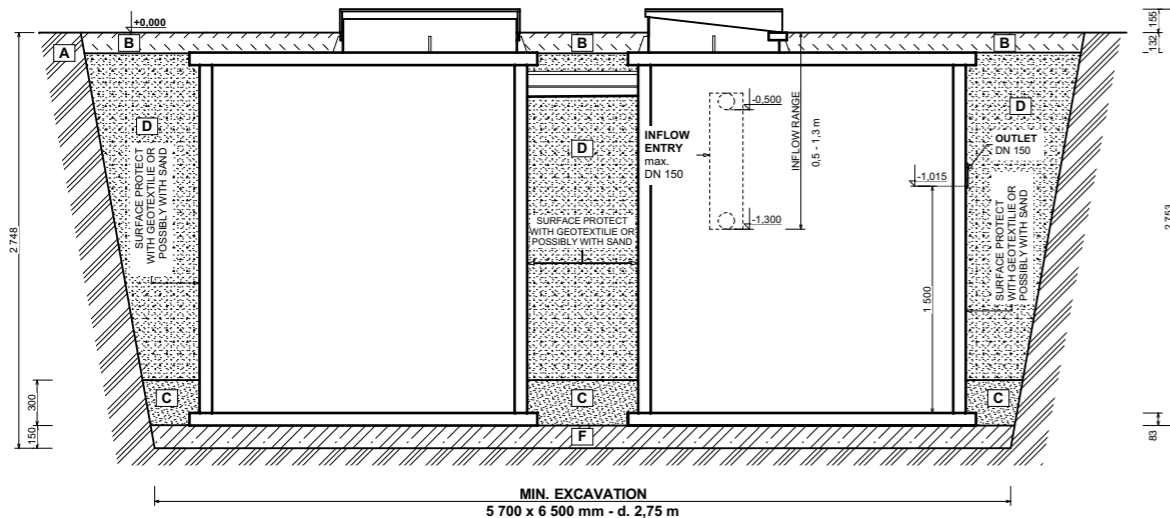 +0,000
155
132
A
B
B
B
D
D
D
SURFACE PROTECT
WITH GEOTEXTILIE OR
POSSIBLY WITH SAND
INFLOW
ENTRY
max.
DN 150
-0,500
-1,300
INFLOW RANGE
0,5 - 1,3 m
OUTLET
DN 150
-1,015
SURFACE PROTECT
WITH GEOTEXTILIE OR
POSSIBLY WITH SAND
SURFACE PROTECT
WITH GEOTEXTILIE OR
POSSIBLY WITH SAND
2 748
2 753
1 500
300
150
C
C
C
F
83
MIN. EXCAVATION
5 700 x 6 500 mm - d. 2,75 m